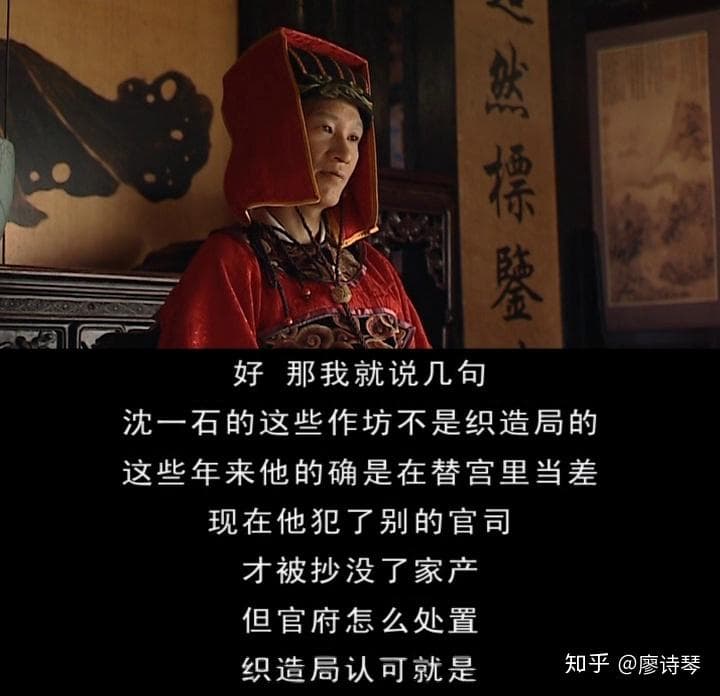 然
標
鑒
好 那我就说几句
沈一石的这些作坊不是织造局的
这些年来他的确是在替宫里当差
现在他犯了别的官司
才被抄没了家产
但官府怎么处置
织造局认可就是
知乎 @廖诗琴